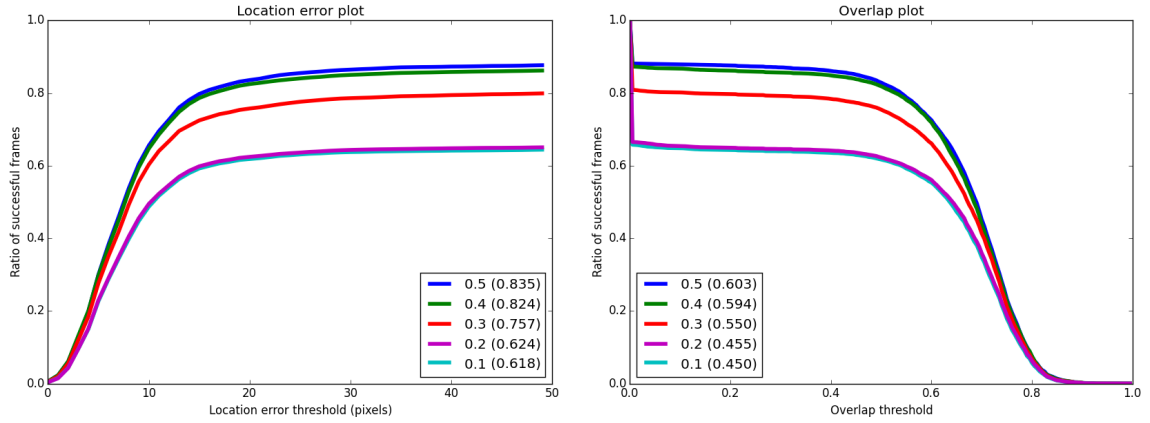 Location error plot
1.0
0.8
0.6
0.4
0.2
0.0
Ratio of successful frames
0.5 (0.835)
0.4 (0.824)
0.3 (0.757)
0.2 (0.624)
0.1 (0.618)
0 10 20 30 40 50
Location error threshold (pixels)
Overlap plot
1.0
0.8
0.6
0.4
0.2
0.0
Ratio of successful frames
0.5 (0.603)
0.4 (0.594)
0.3 (0.550)
0.2 (0.455)
0.1 (0.450)
0.0 0.2 0.4 0.6 0.8 1.0
Overlap threshold